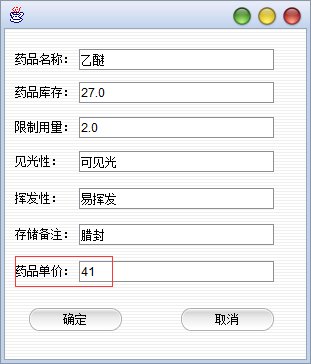 药品名称： 乙醚
药品库存： 27.0
限制用量： 2.0
见光性： 可见光
挥发性： 易挥发
存储备注： 腊封
药品单价： 41
确定 取消